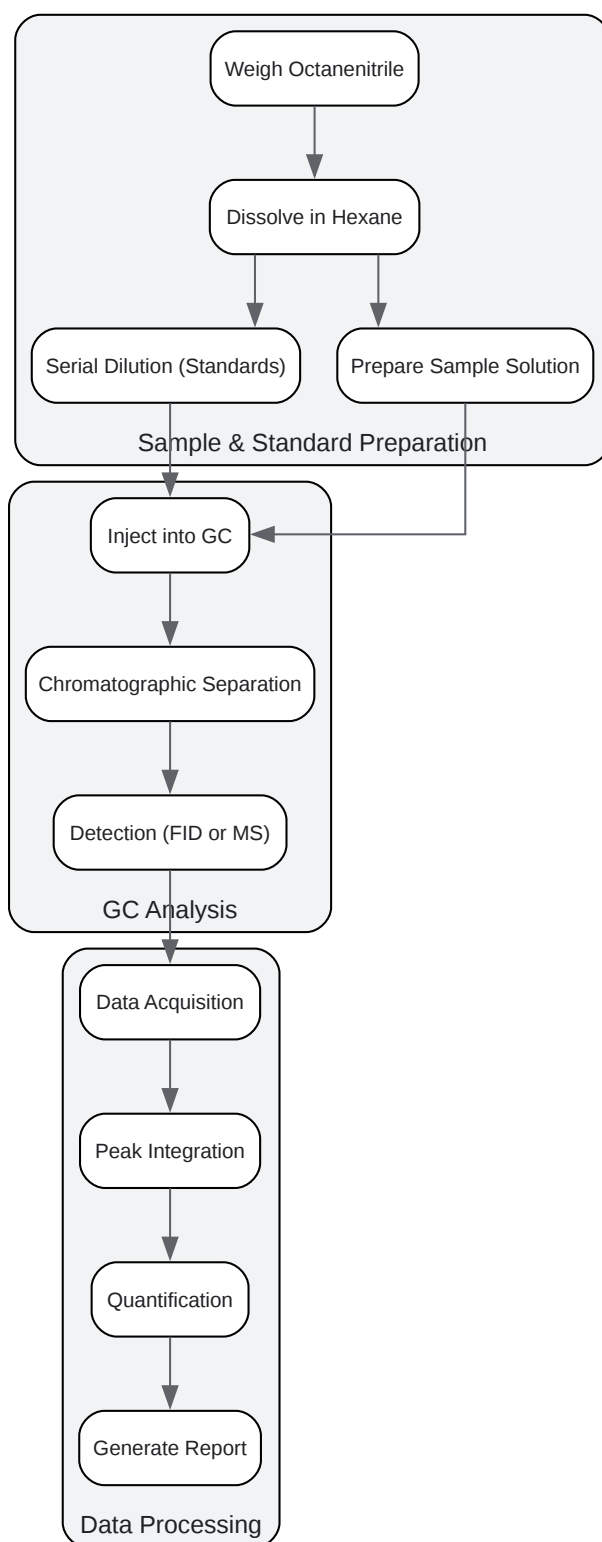 Weigh Octanenitrile
Dissolve in Hexane
Serial Dilution (Standards)
Prepare Sample Solution
Sample & Standard Preparation
Inject into GC
Chromatographic Separation
Detection (FID or MS)
GC Analysis
Data Acquisition
Peak Integration
Quantification
Generate Report
Data Processing